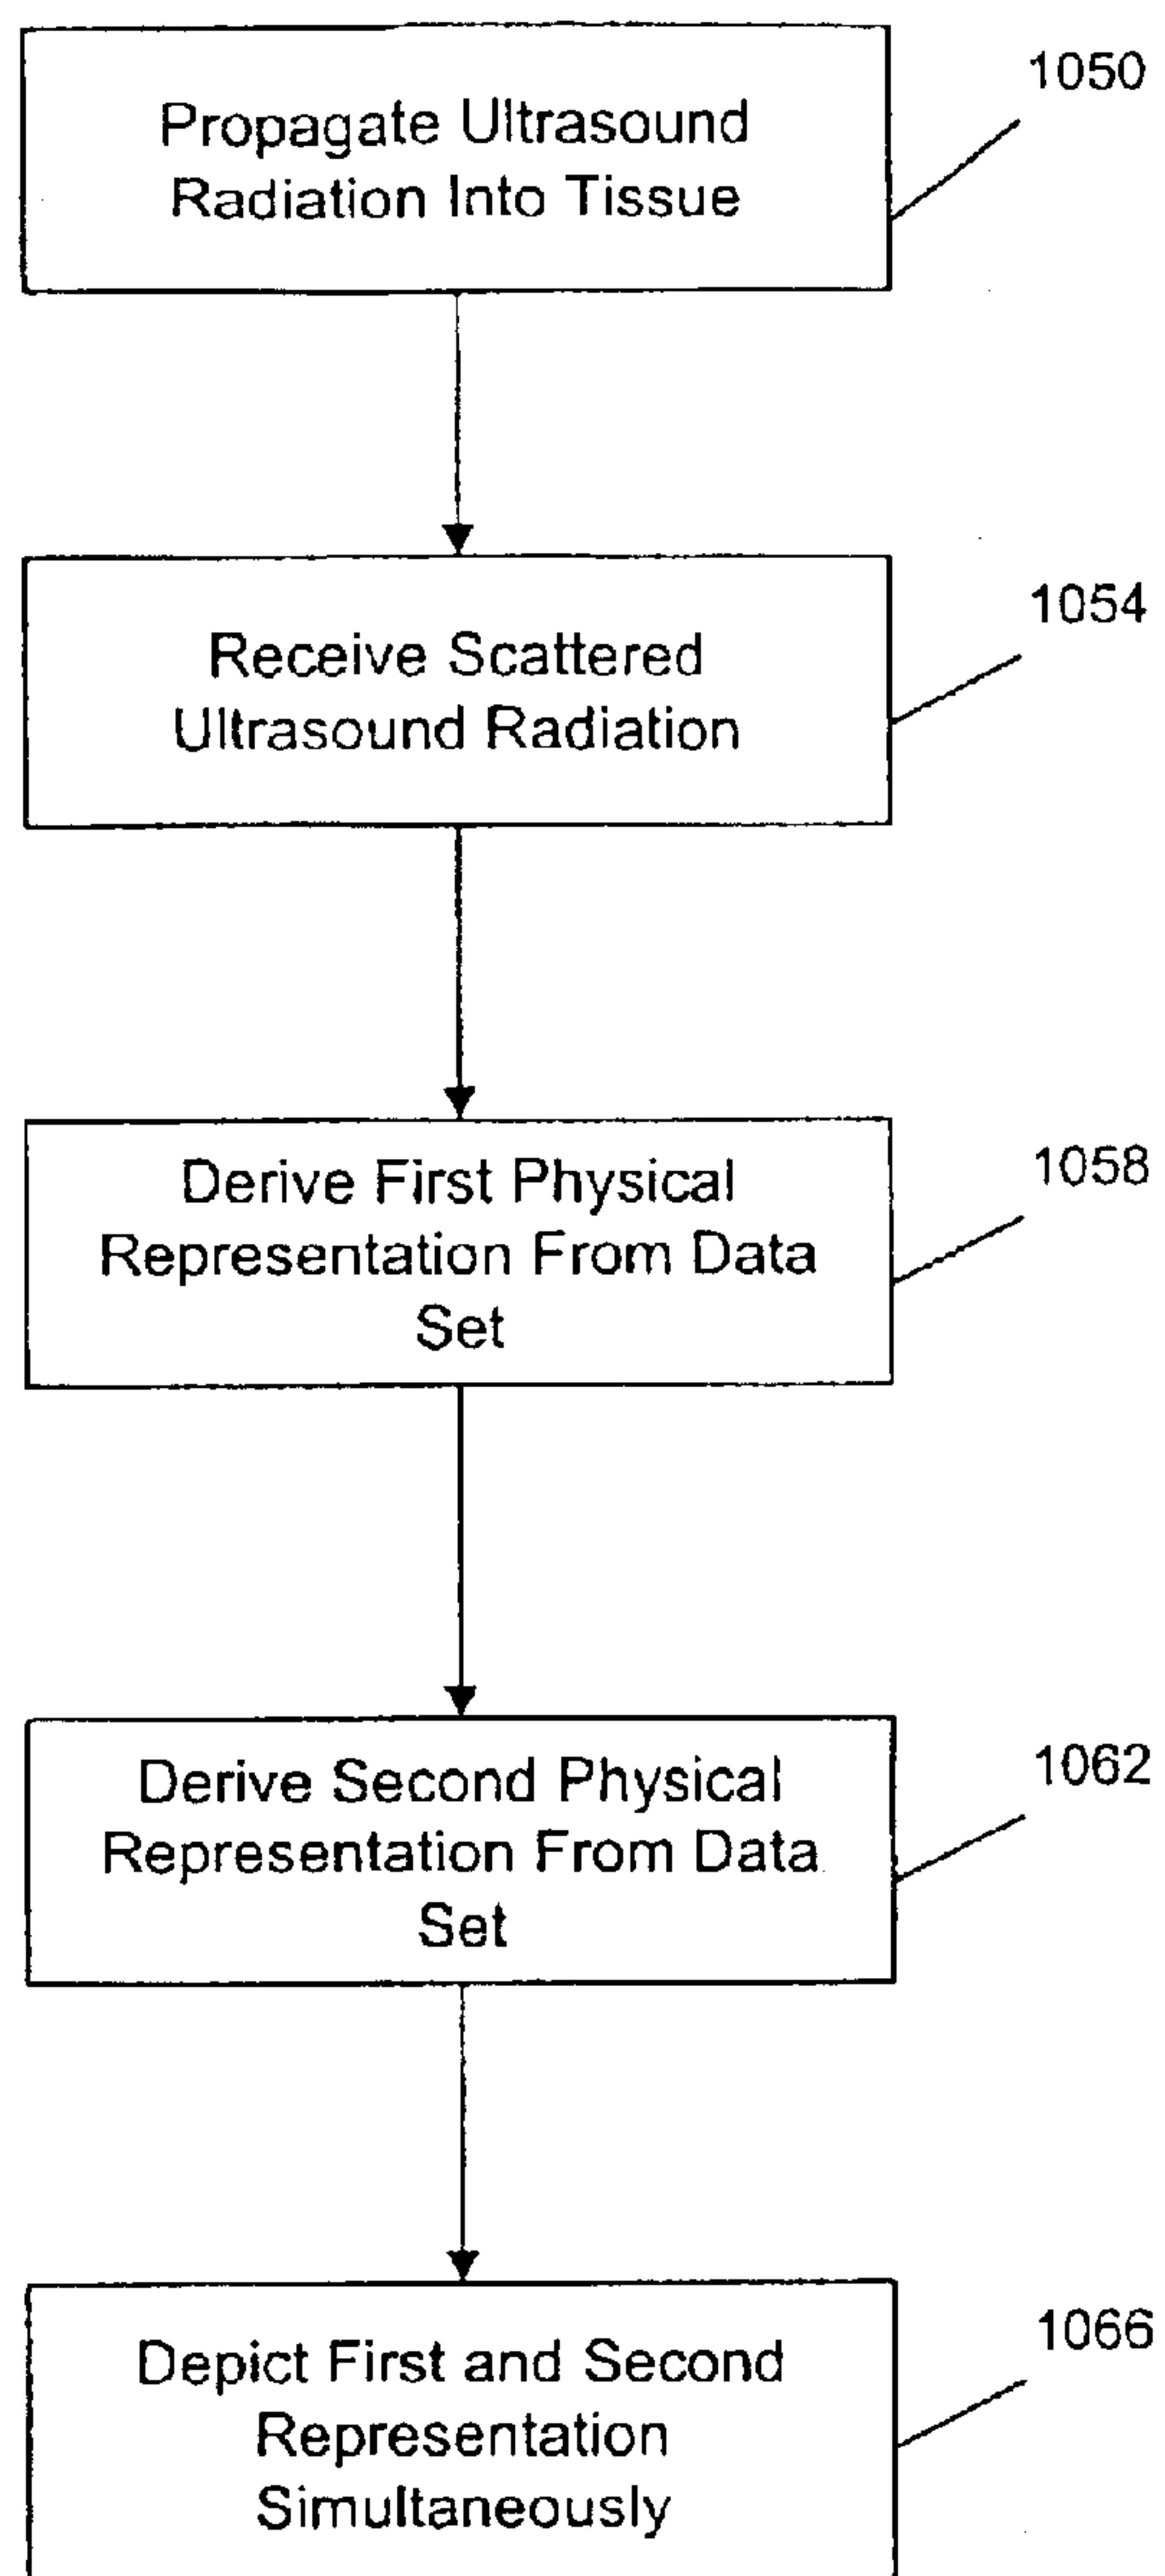 Propagate Ultrasound
Radiation Into Tissue
1050
Receive Scattered
Ultrasound Radiation
1054
Derive First Physical
Representation From Data
Set
1058
Derive Second Physical
Representation From Data
Set
1062
Depict First and Second
Representation
Simultaneously
1066